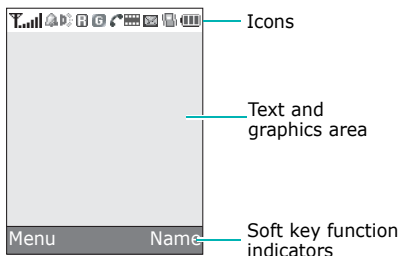 Icons
Text and
graphics area
Menu Name
Soft key function
indicators